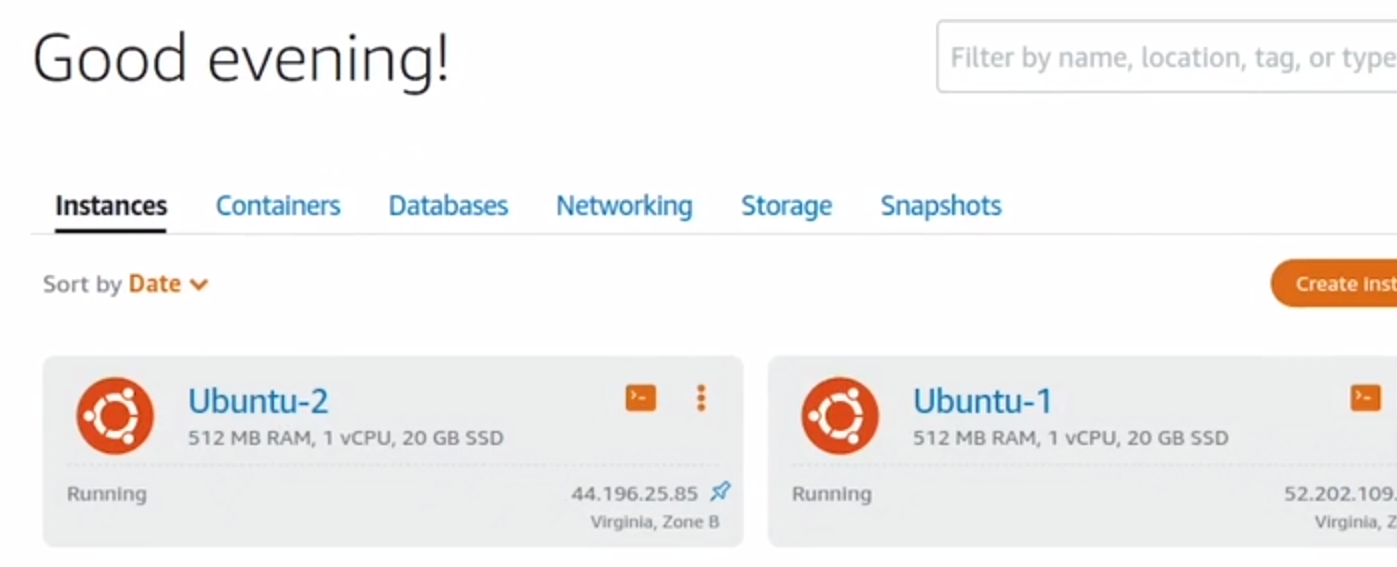 Good evening!
Filter by name, location, tag, or type
Instances Containers Databases Networking Storage Snapshots
Sort by Date
Create inst
Ubuntu-2
512 MB RAM, 1 vCPU, 20 GB SSD
Running
44.196.25.85
Virginia, Zone B
Ubuntu-1
512 MB RAM, 1 vCPU, 20 GB SSD
Running
52.202.109.
Virginia, Z